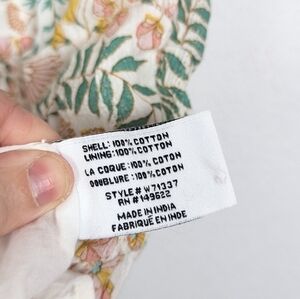 SHELL: 100% COTTON
LINING: 100% COTTON
LA COQUE: 100% COTON
DOUBLURE: 100% COTON
STYLE# W71337
RN# 149622
MADE IN INDIA
FABRIQUÉ EN INDE